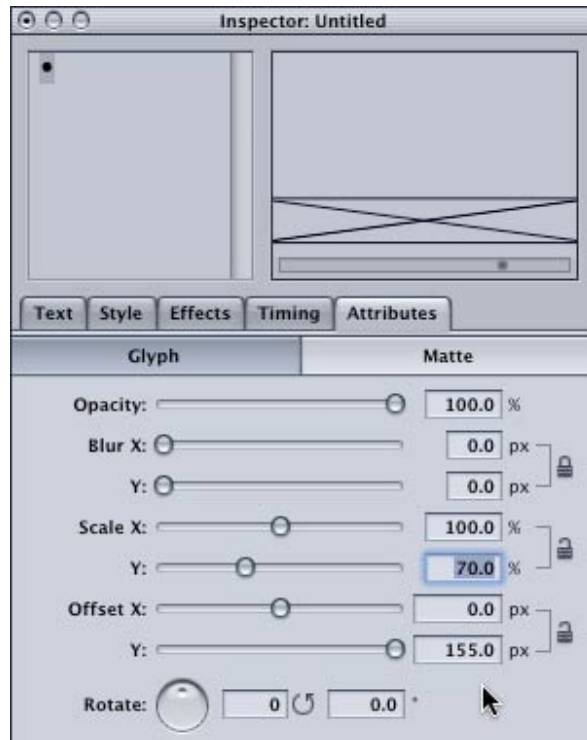 Inspector: Untitled
Text Style Effects Timing Attributes
Glyph Matte
Opacity: 100.0 %
Blur X: 0.0 px
Y: 0.0 px
Scale X: 100.0 %
Y: 70.0 %
Offset X: 0.0 px
Y: 155.0 px
Rotate: 0 0.0 °